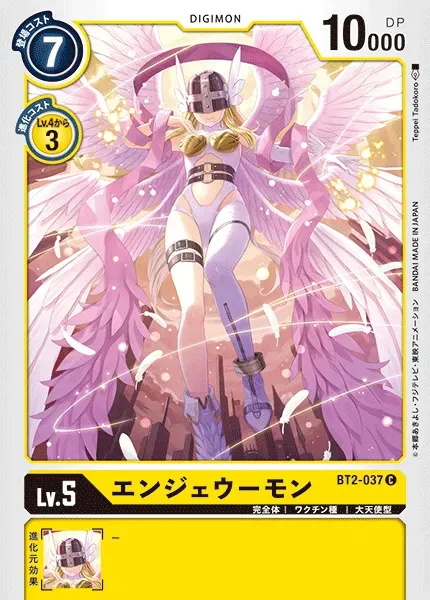 登場コスト
7
DIGIMON
10000
DP
進化コスト
Lv.4から
3
Teppei Tadokoro
© 本郷あきよし・フジテレビ・東映アニメーション BANDAI MADE IN JAPAN
Lv.5
エンジェウーモン
BT2-037 C
完全体 | ワクチン種 | 大天使型
進化元効果
–